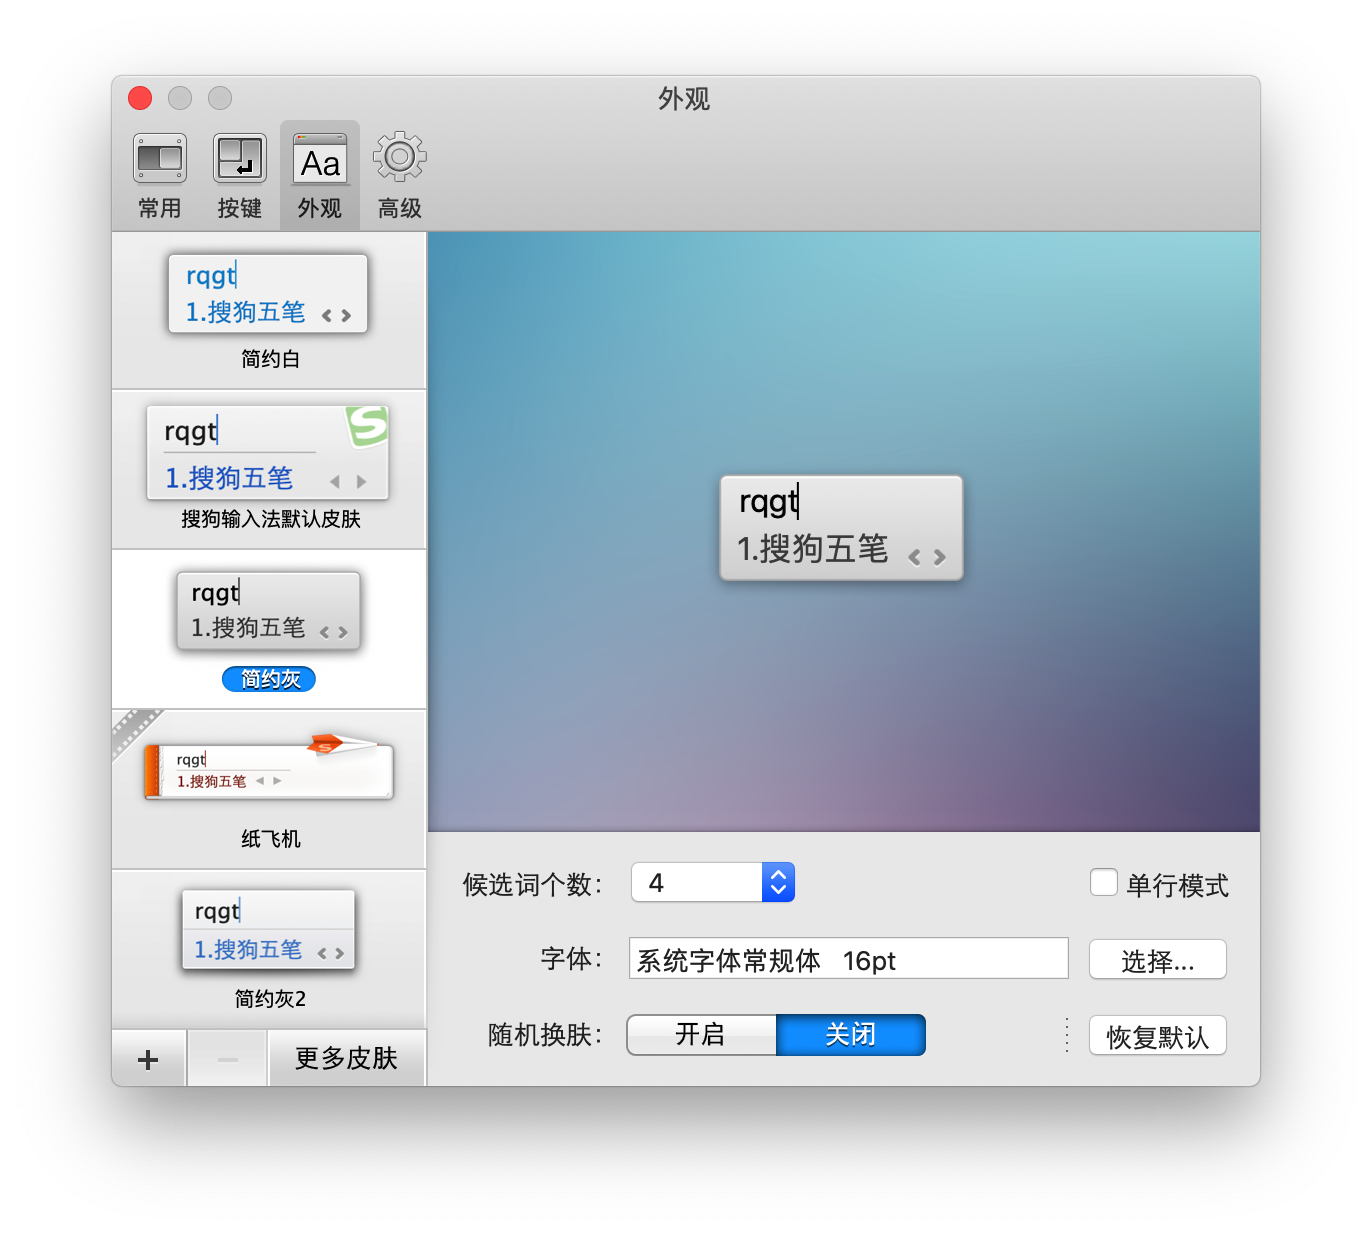 外观
常用 按键 Aa 外观 高级
rqgt
1.搜狗五笔
简约白
rqgt
S
1.搜狗五笔
搜狗输入法默认皮肤
rqgt
1.搜狗五笔
简约灰
S
rqgt
1.搜狗五笔
纸飞机
rqgt
1.搜狗五笔
简约灰2
+ − 更多皮肤
rqgt
1.搜狗五笔
候选词个数： 4 单行模式
字体： 系统字体常规体 16pt 选择...
随机换肤： 开启 关闭 恢复默认